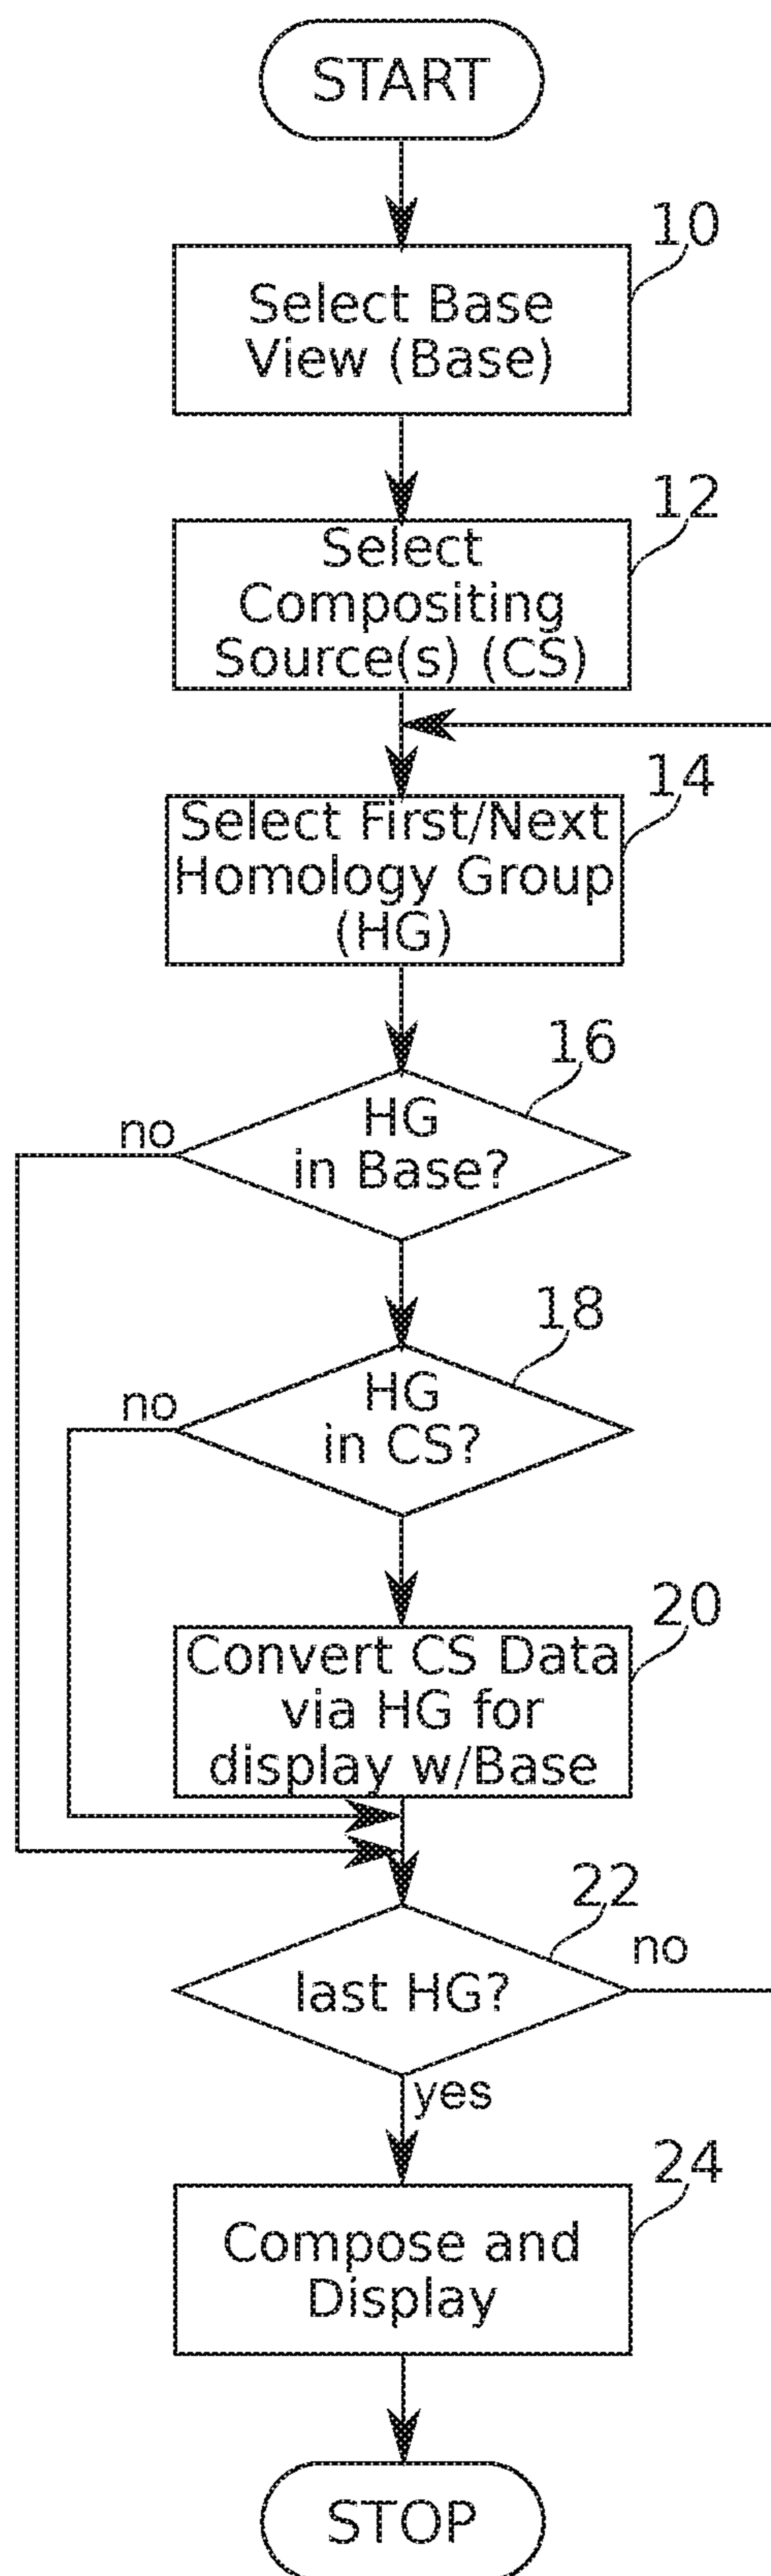 START
10
Select Base
View (Base)
12
Select
Compositing
Source(s) (CS)
14
Select First/Next
Homology Group
(HG)
16
HG
in Base?
no
18
HG
in CS?
no
20
Convert CS Data
via HG for
display w/Base
22
last HG?
no
yes
24
Compose and
Display
STOP